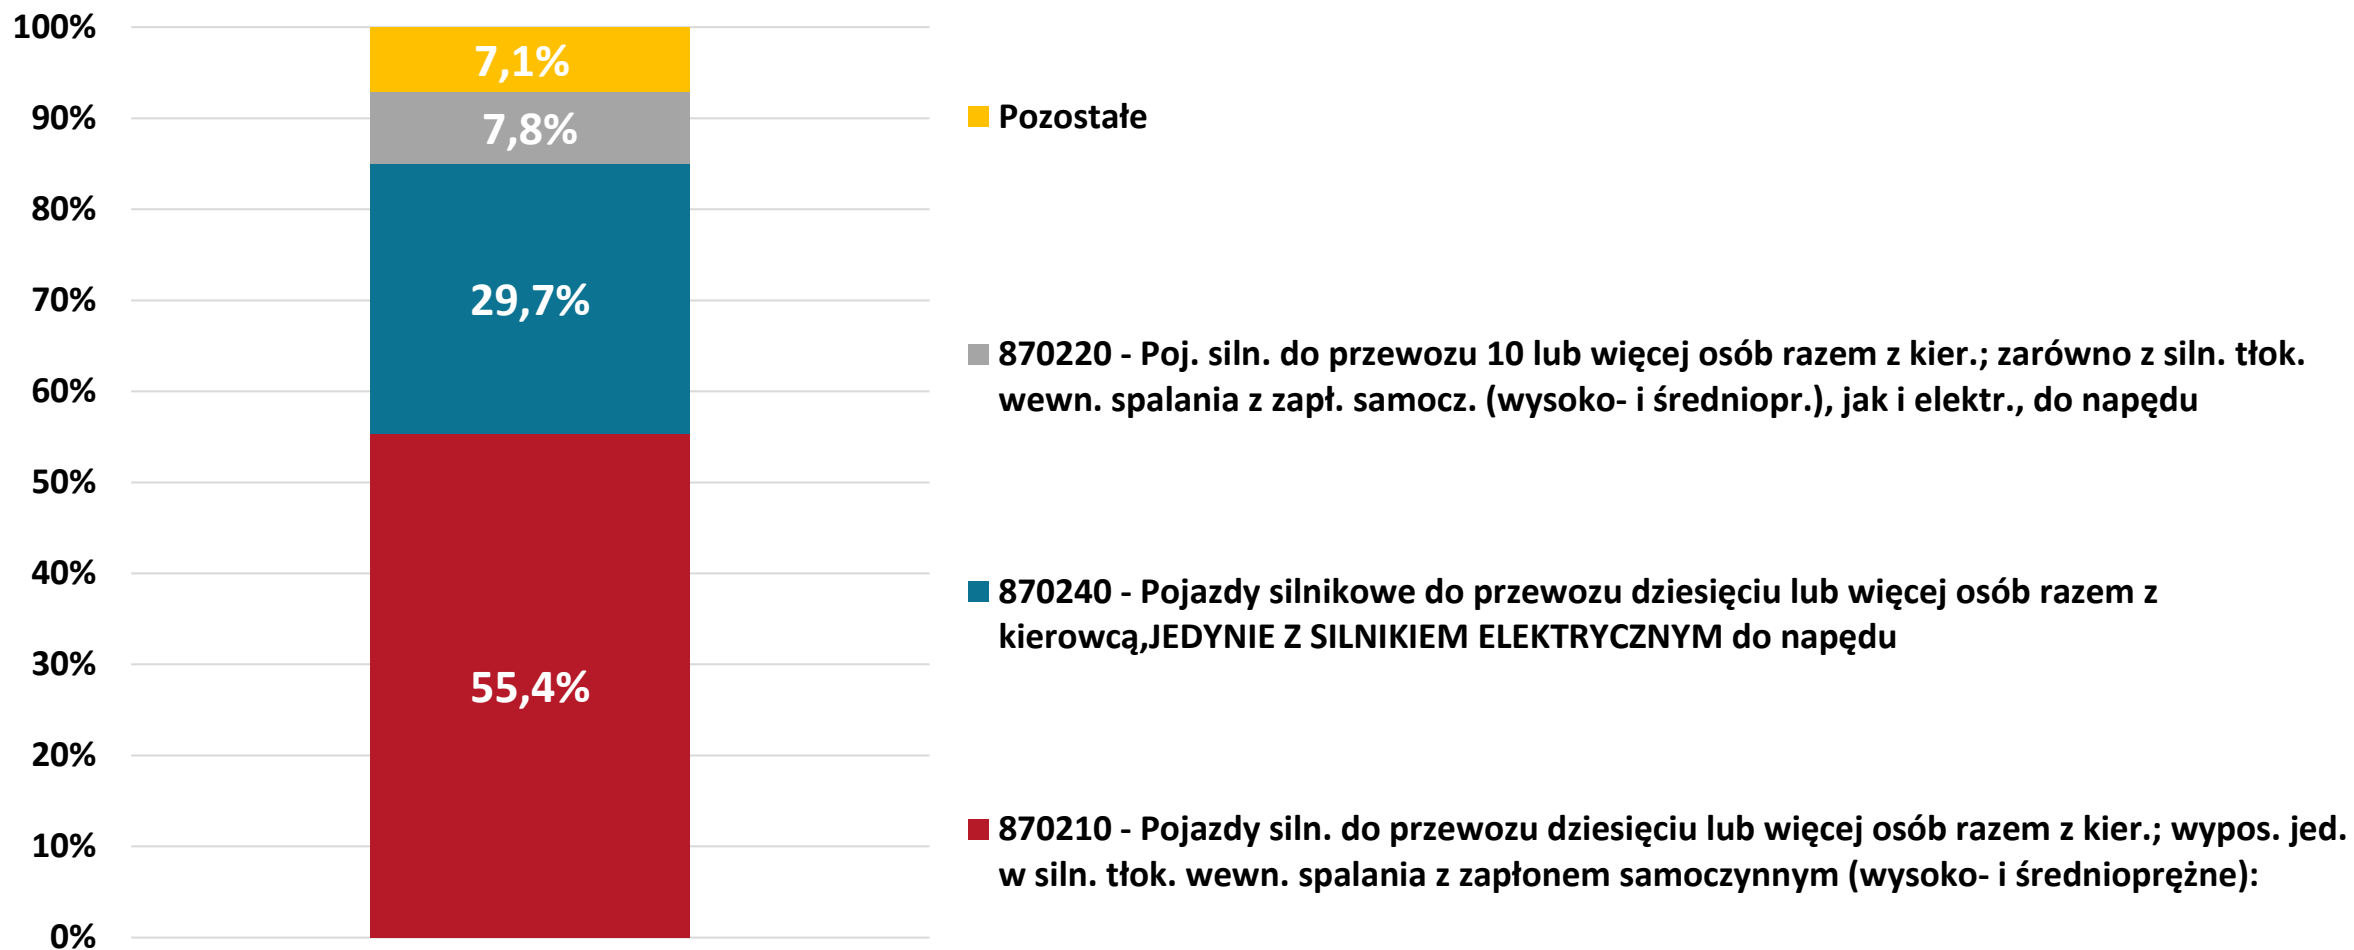 100%
90%
80%
70%
60%
50%
40%
30%
20%
10%
0%
7,1%
7,8%
29,7%
55,4%
Pozostałe
870220 - Poj. siln. do przewozu 10 lub więcej osób razem z kier.; zarówno z siln. tłok.
wewn. spalania z zapł. samocz. (wysoko- i średniopr.), jak i elektr., do napędu
870240 - Pojazdy silnikowe do przewozu dziesięciu lub więcej osób razem z
kierowcą,JEDYNIE Z SILNIKIEM ELEKTRYCZNYM do napędu
870210 - Pojazdy siln. do przewozu dziesięciu lub więcej osób razem z kier.; wypos. jed.
w siln. tłok. wewn. spalania z zapłonem samoczynnym (wysoko- i średnioprężne):